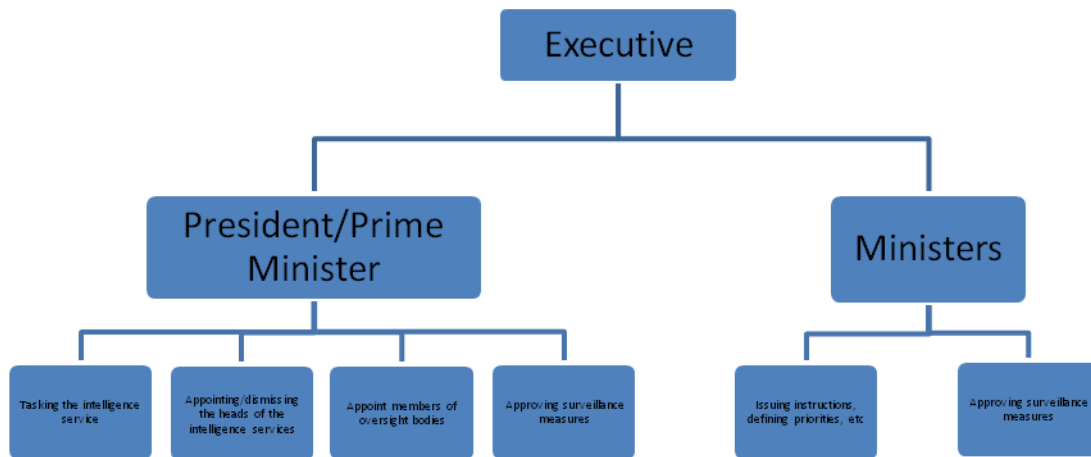 Executive
President/Prime
Minister
Ministers
Tasking the intelligence
service
Appointing/dismissing
the heads of the
intelligence services
Appoint members of
oversight bodies
Approving surveillance
measures
Issuing instructions,
defining priorities, etc
Approving surveillance
measures